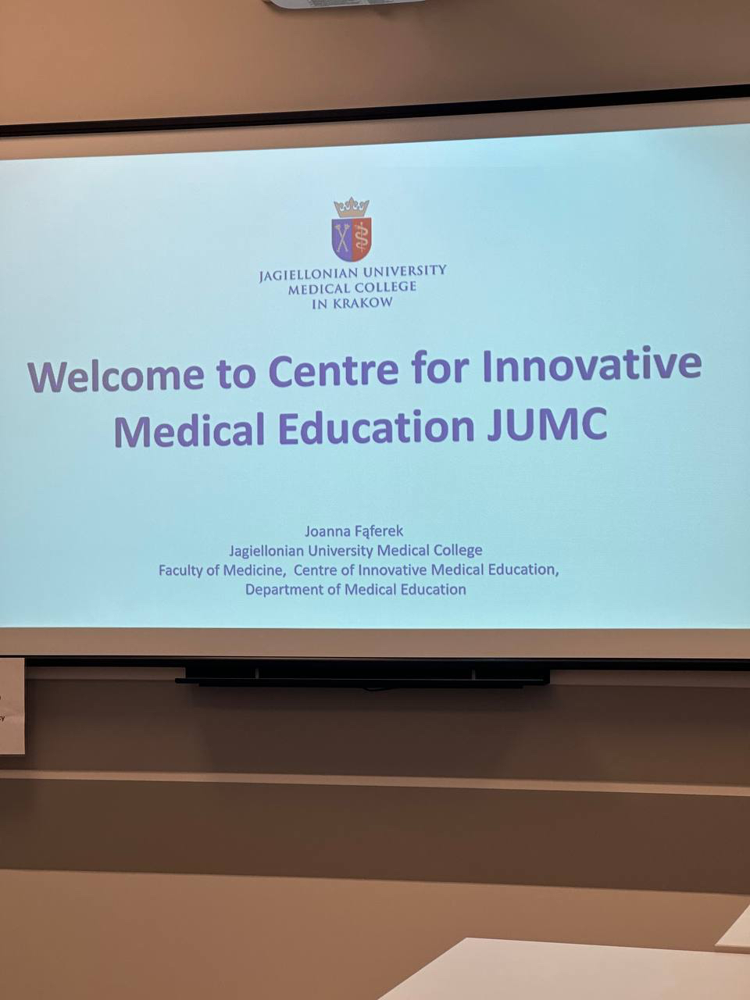 JAGIELLONIAN UNIVERSITY
MEDICAL COLLEGE
IN KRAKOW
Welcome to Centre for Innovative
Medical Education JUMC
Joanna Fąferek
Jagiellonian University Medical College
Faculty of Medicine, Centre of Innovative Medical Education,
Department of Medical Education